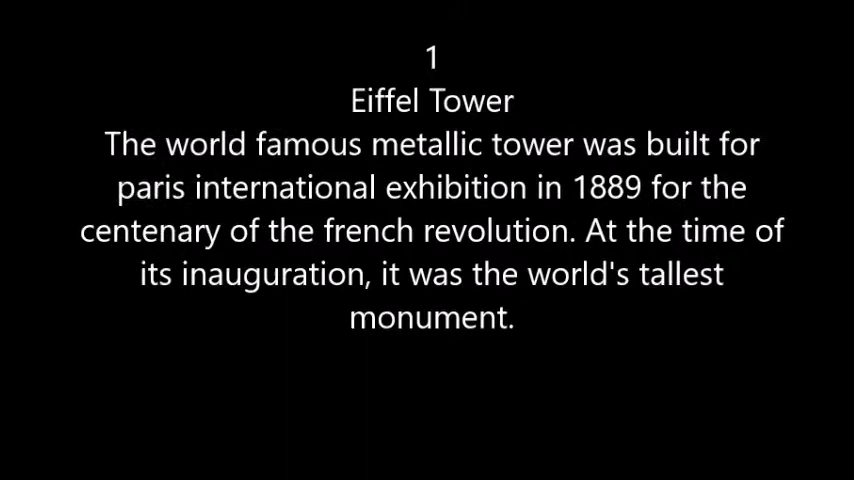 1
Eiffel Tower
The world famous metallic tower was built for
paris international exhibition in 1889 for the
centenary of the french revolution. At the time of
its inauguration, it was the world's tallest
monument.